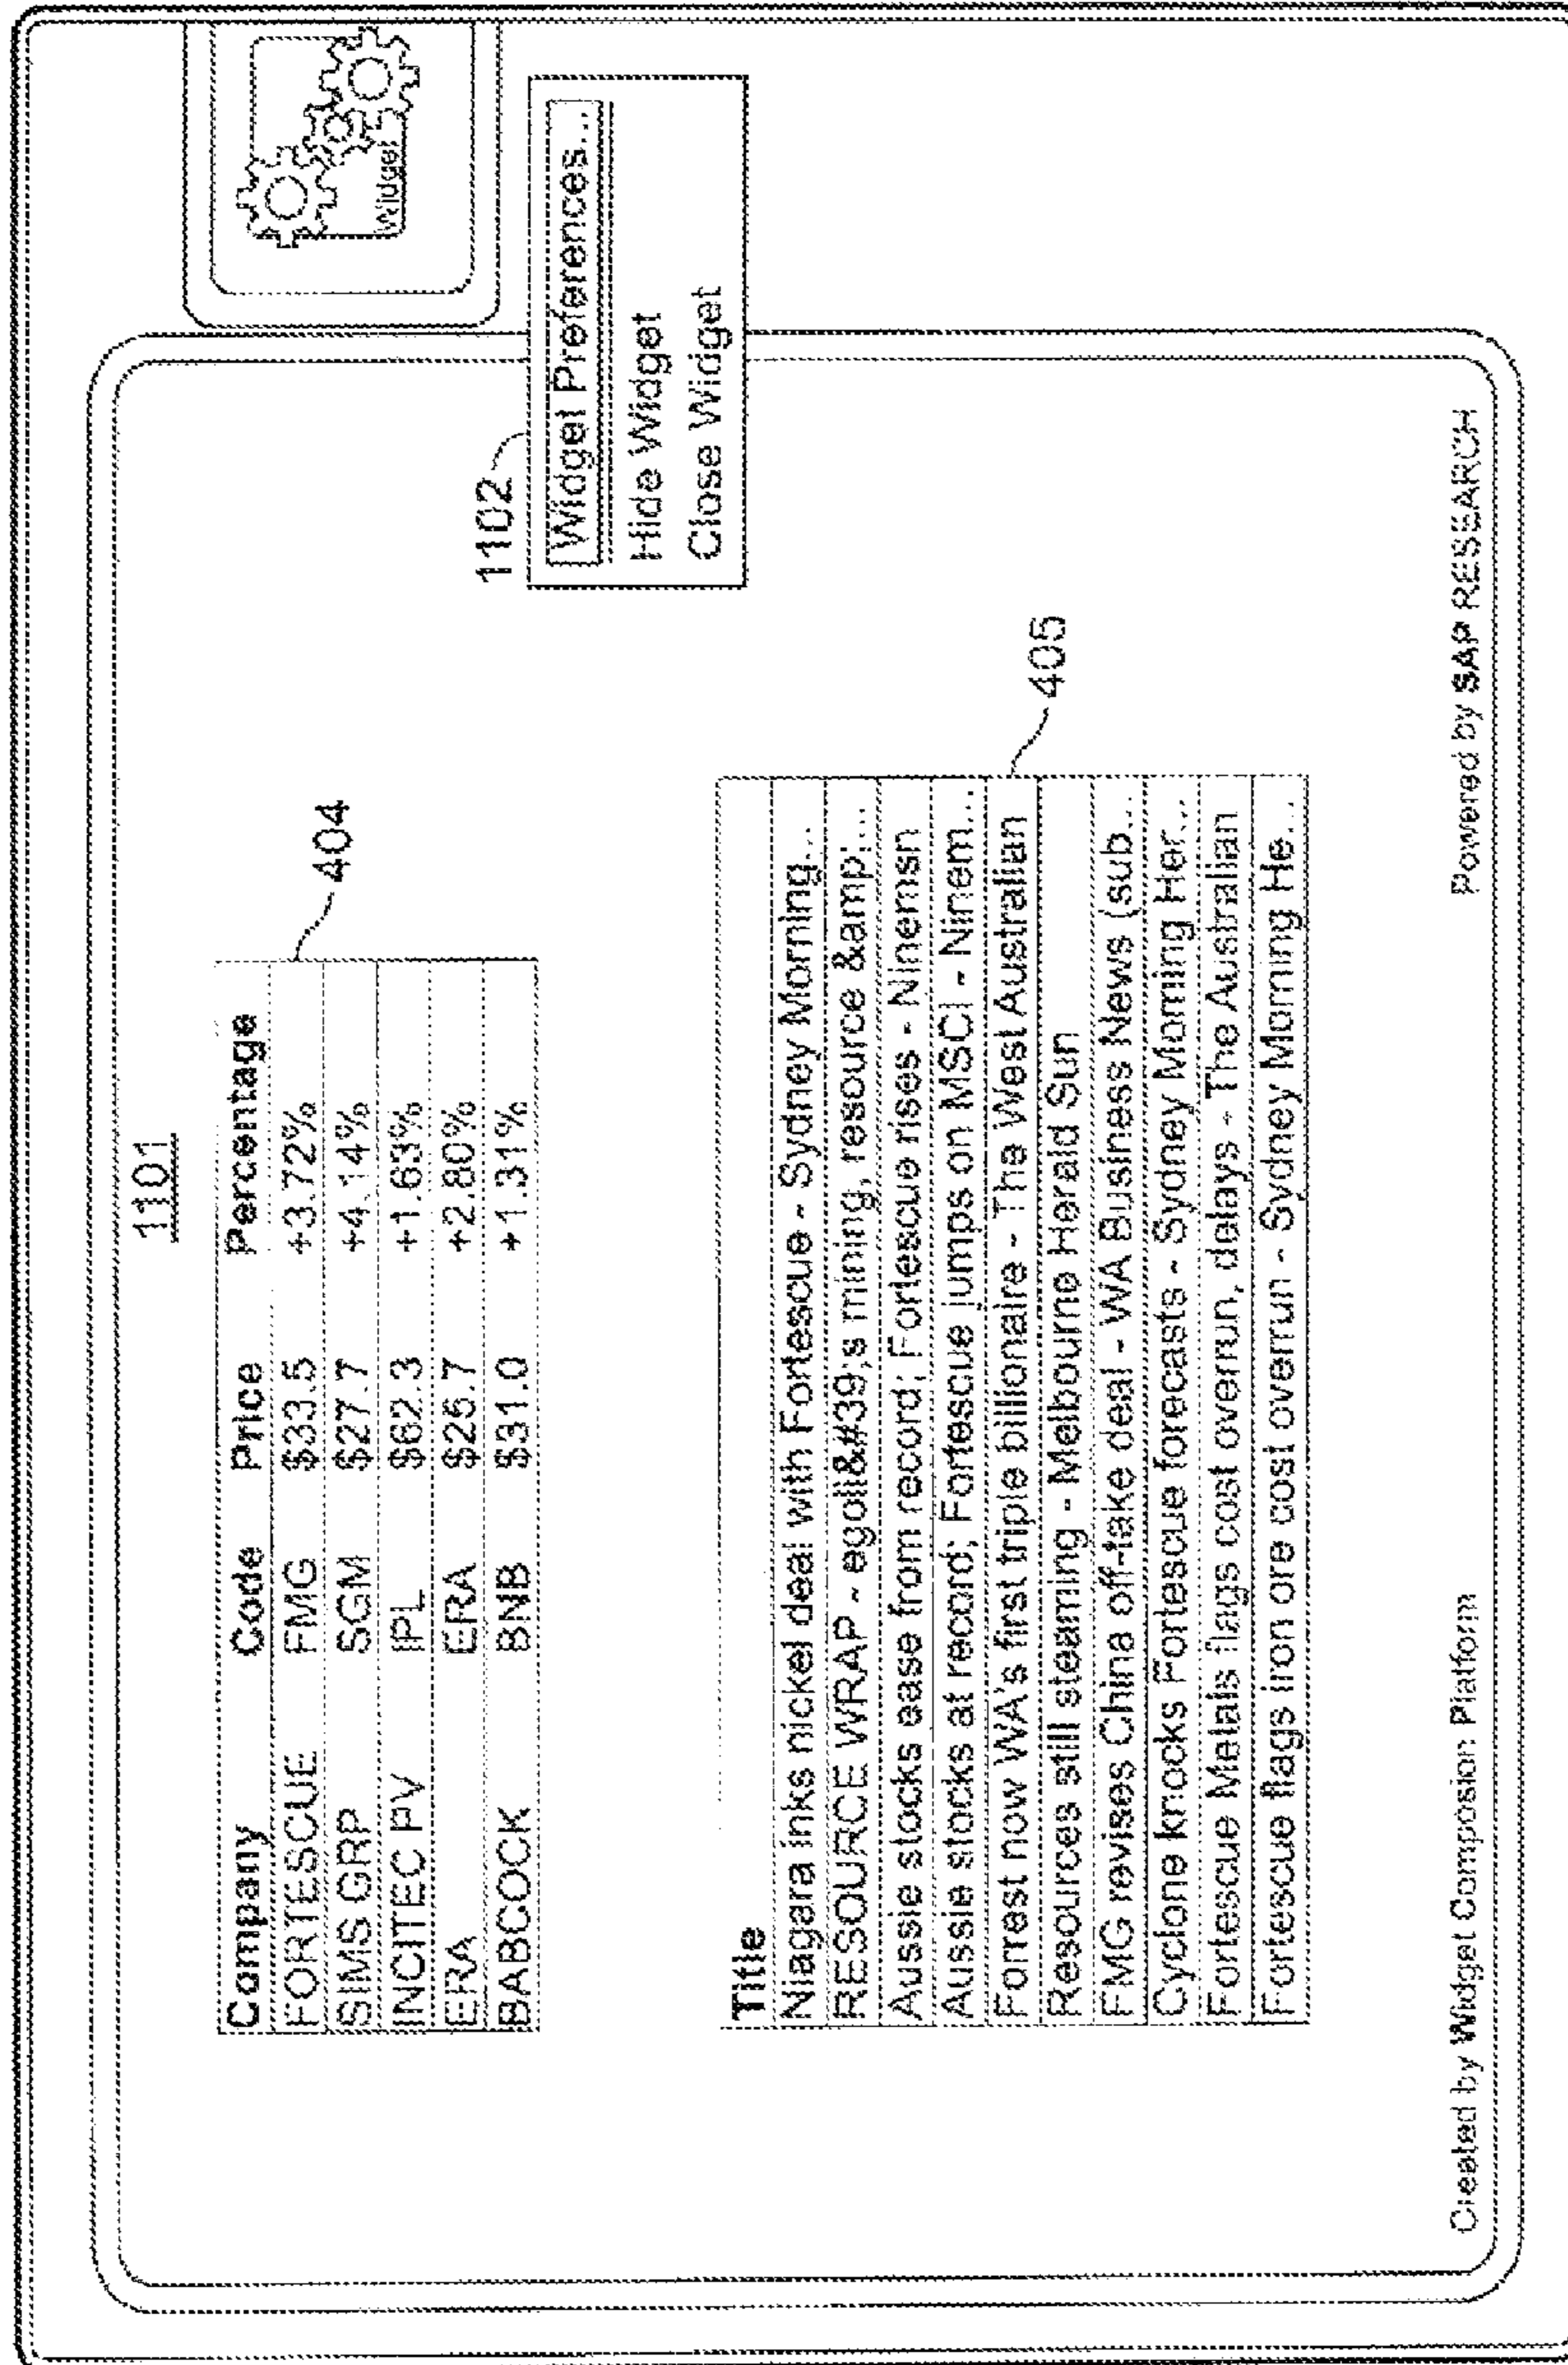 1101
Widget
Company Code Price Percentage
FORTESCUE FMG $33.5 +3.72%
SIMS GRP SGM $27.7 +4.14%
INCITEC PV IPL $62.3 +1.63%
ERA ERA $25.7 +2.80%
BABCOCK BNB $31.0 +1.31%
404
1102
Widget Preferences...
Hide Widget
Close Widget
Title
Niagara inks nickel deal with Fortescue - Sydney Morning...
RESOURCE WRAP - egoli&#39;s mining, resource &amp;...
Aussie stocks ease from record; Fortescue rises - Ninemsn
Aussie stocks at record; Fortescue jumps on MSCI - Ninem...
Forrest now WA's first triple billionaire - The West Australian
Resources still steaming - Melbourne Herald Sun
FMG revises China off-take deal - WA Business News (sub...
Cyclone knocks Fortescue forecasts - Sydney Morning Her...
Fortescue Metals flags cost overrun, delays - The Australian
Fortescue flags iron ore cost overrun - Sydney Morning He...
405
Created by Widget Composion Platform
Powered by SAP RESEARCH